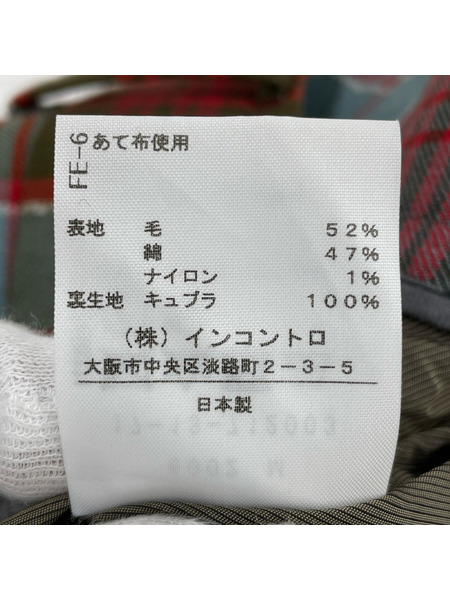 FE-6
あて布使用
表地 毛 52%
綿 47%
ナイロン 1%
裏生地 キュプラ 100%
(株)インコントロ
大阪市中央区淡路町2-3-5
日本製